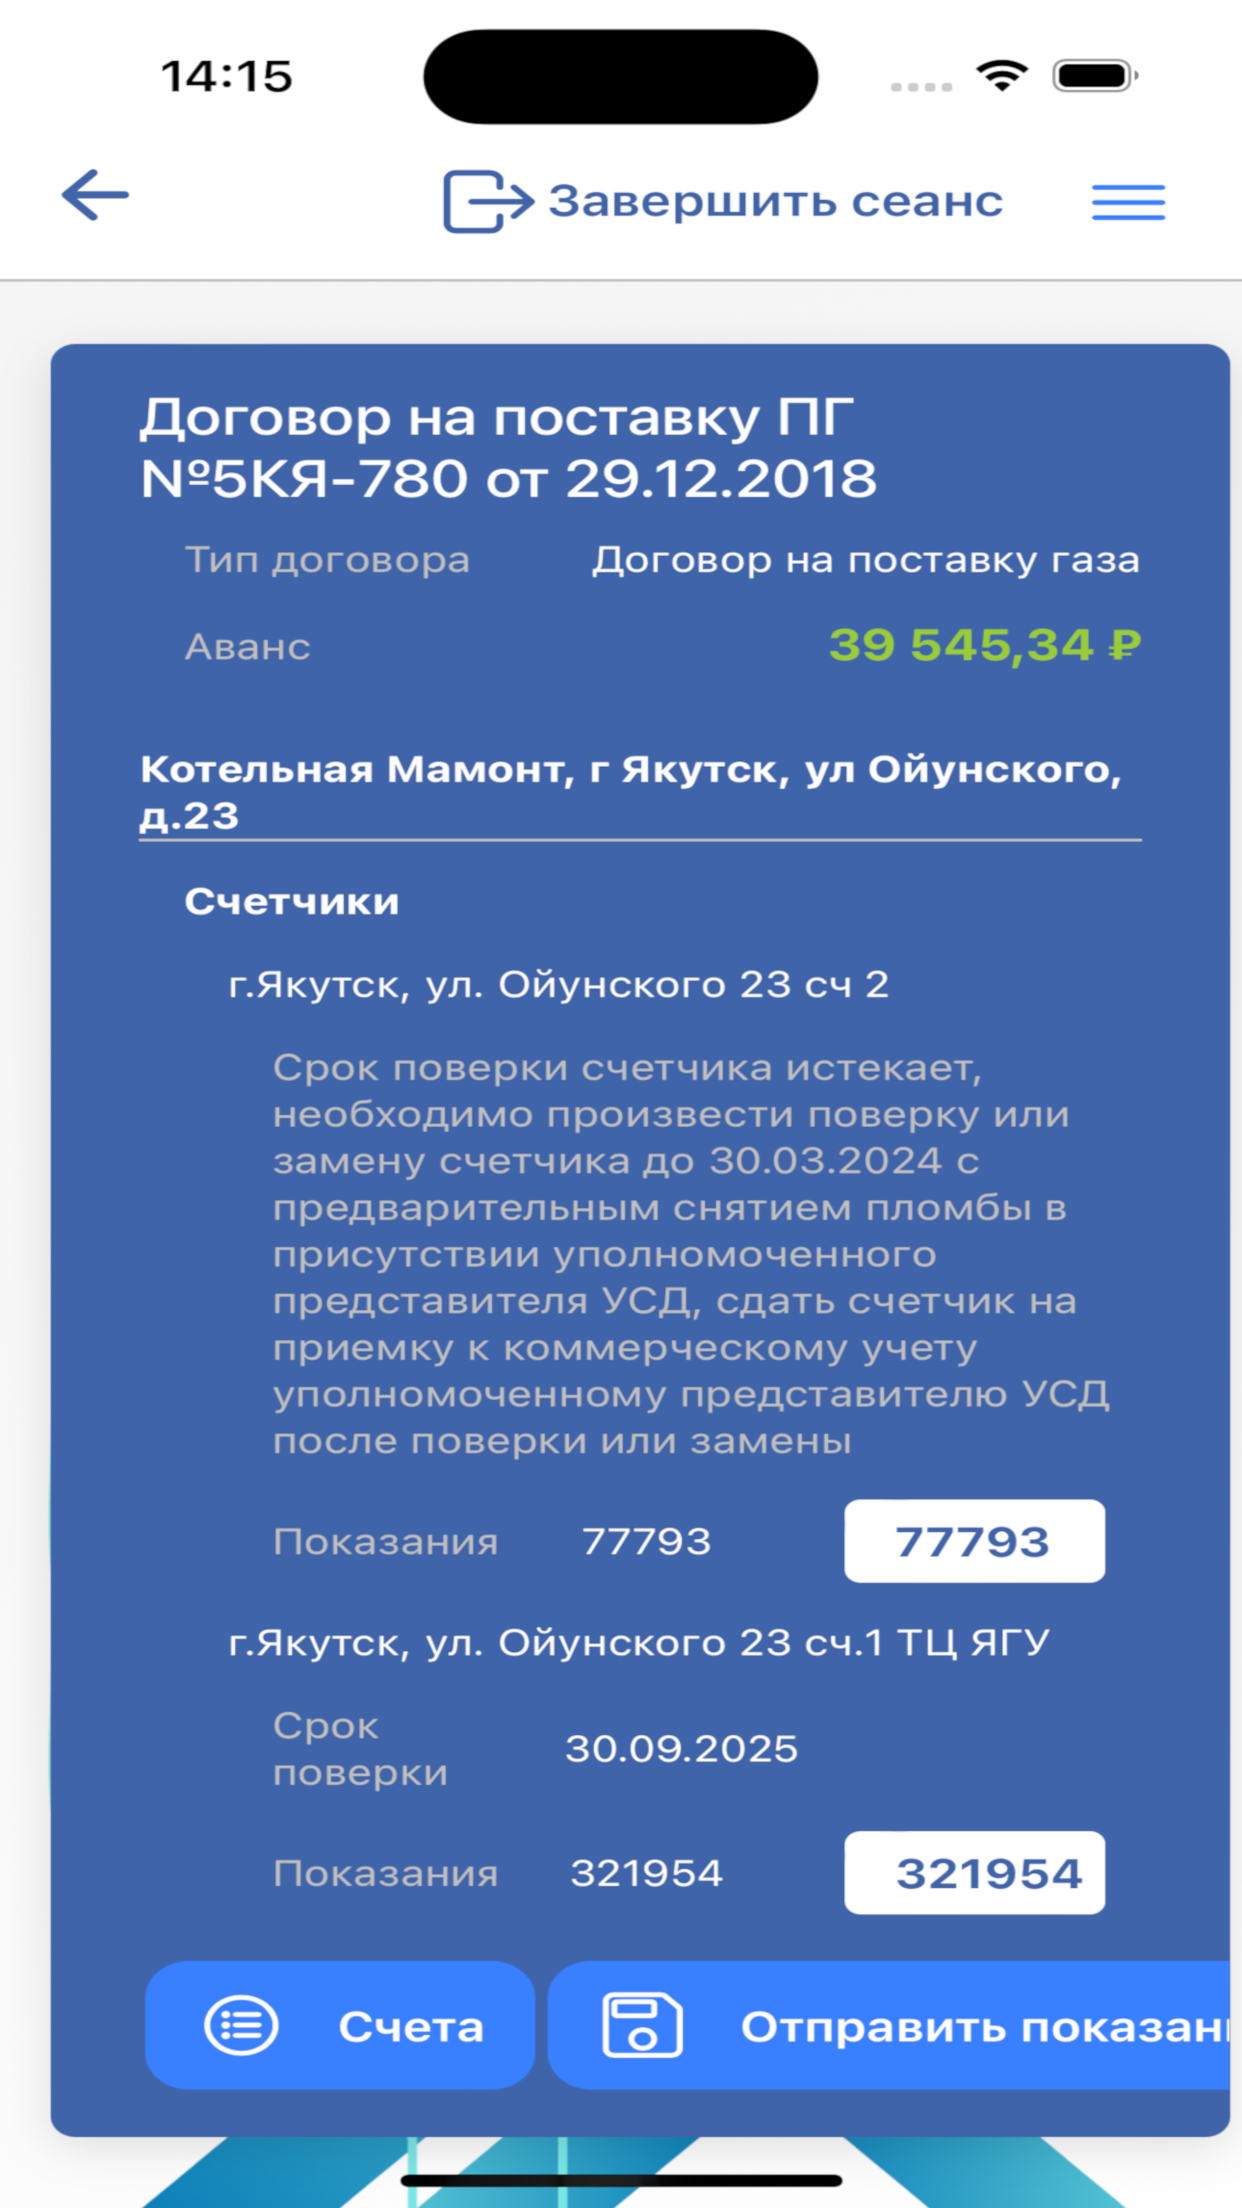 14:15
Завершить сеанс
Договор на поставку ПГ
№5КЯ-780 от 29.12.2018
Тип договора Договор на поставку газа
Аванс 39 545,34 ₽
Котельная Мамонт, г Якутск, ул Ойунского,
д.23
Счетчики
г.Якутск, ул. Ойунского 23 сч 2
Срок поверки счетчика истекает,
необходимо произвести поверку или
замену счетчика до 30.03.2024 с
предварительным снятием пломбы в
присутствии уполномоченного
представителя УСД, сдать счетчик на
приемку к коммерческому учету
уполномоченному представителю УСД
после поверки или замены
Показания 77793 77793
г.Якутск, ул. Ойунского 23 сч.1 ТЦ ЯГУ
Срок
поверки 30.09.2025
Показания 321954 321954
Счета Отправить показан